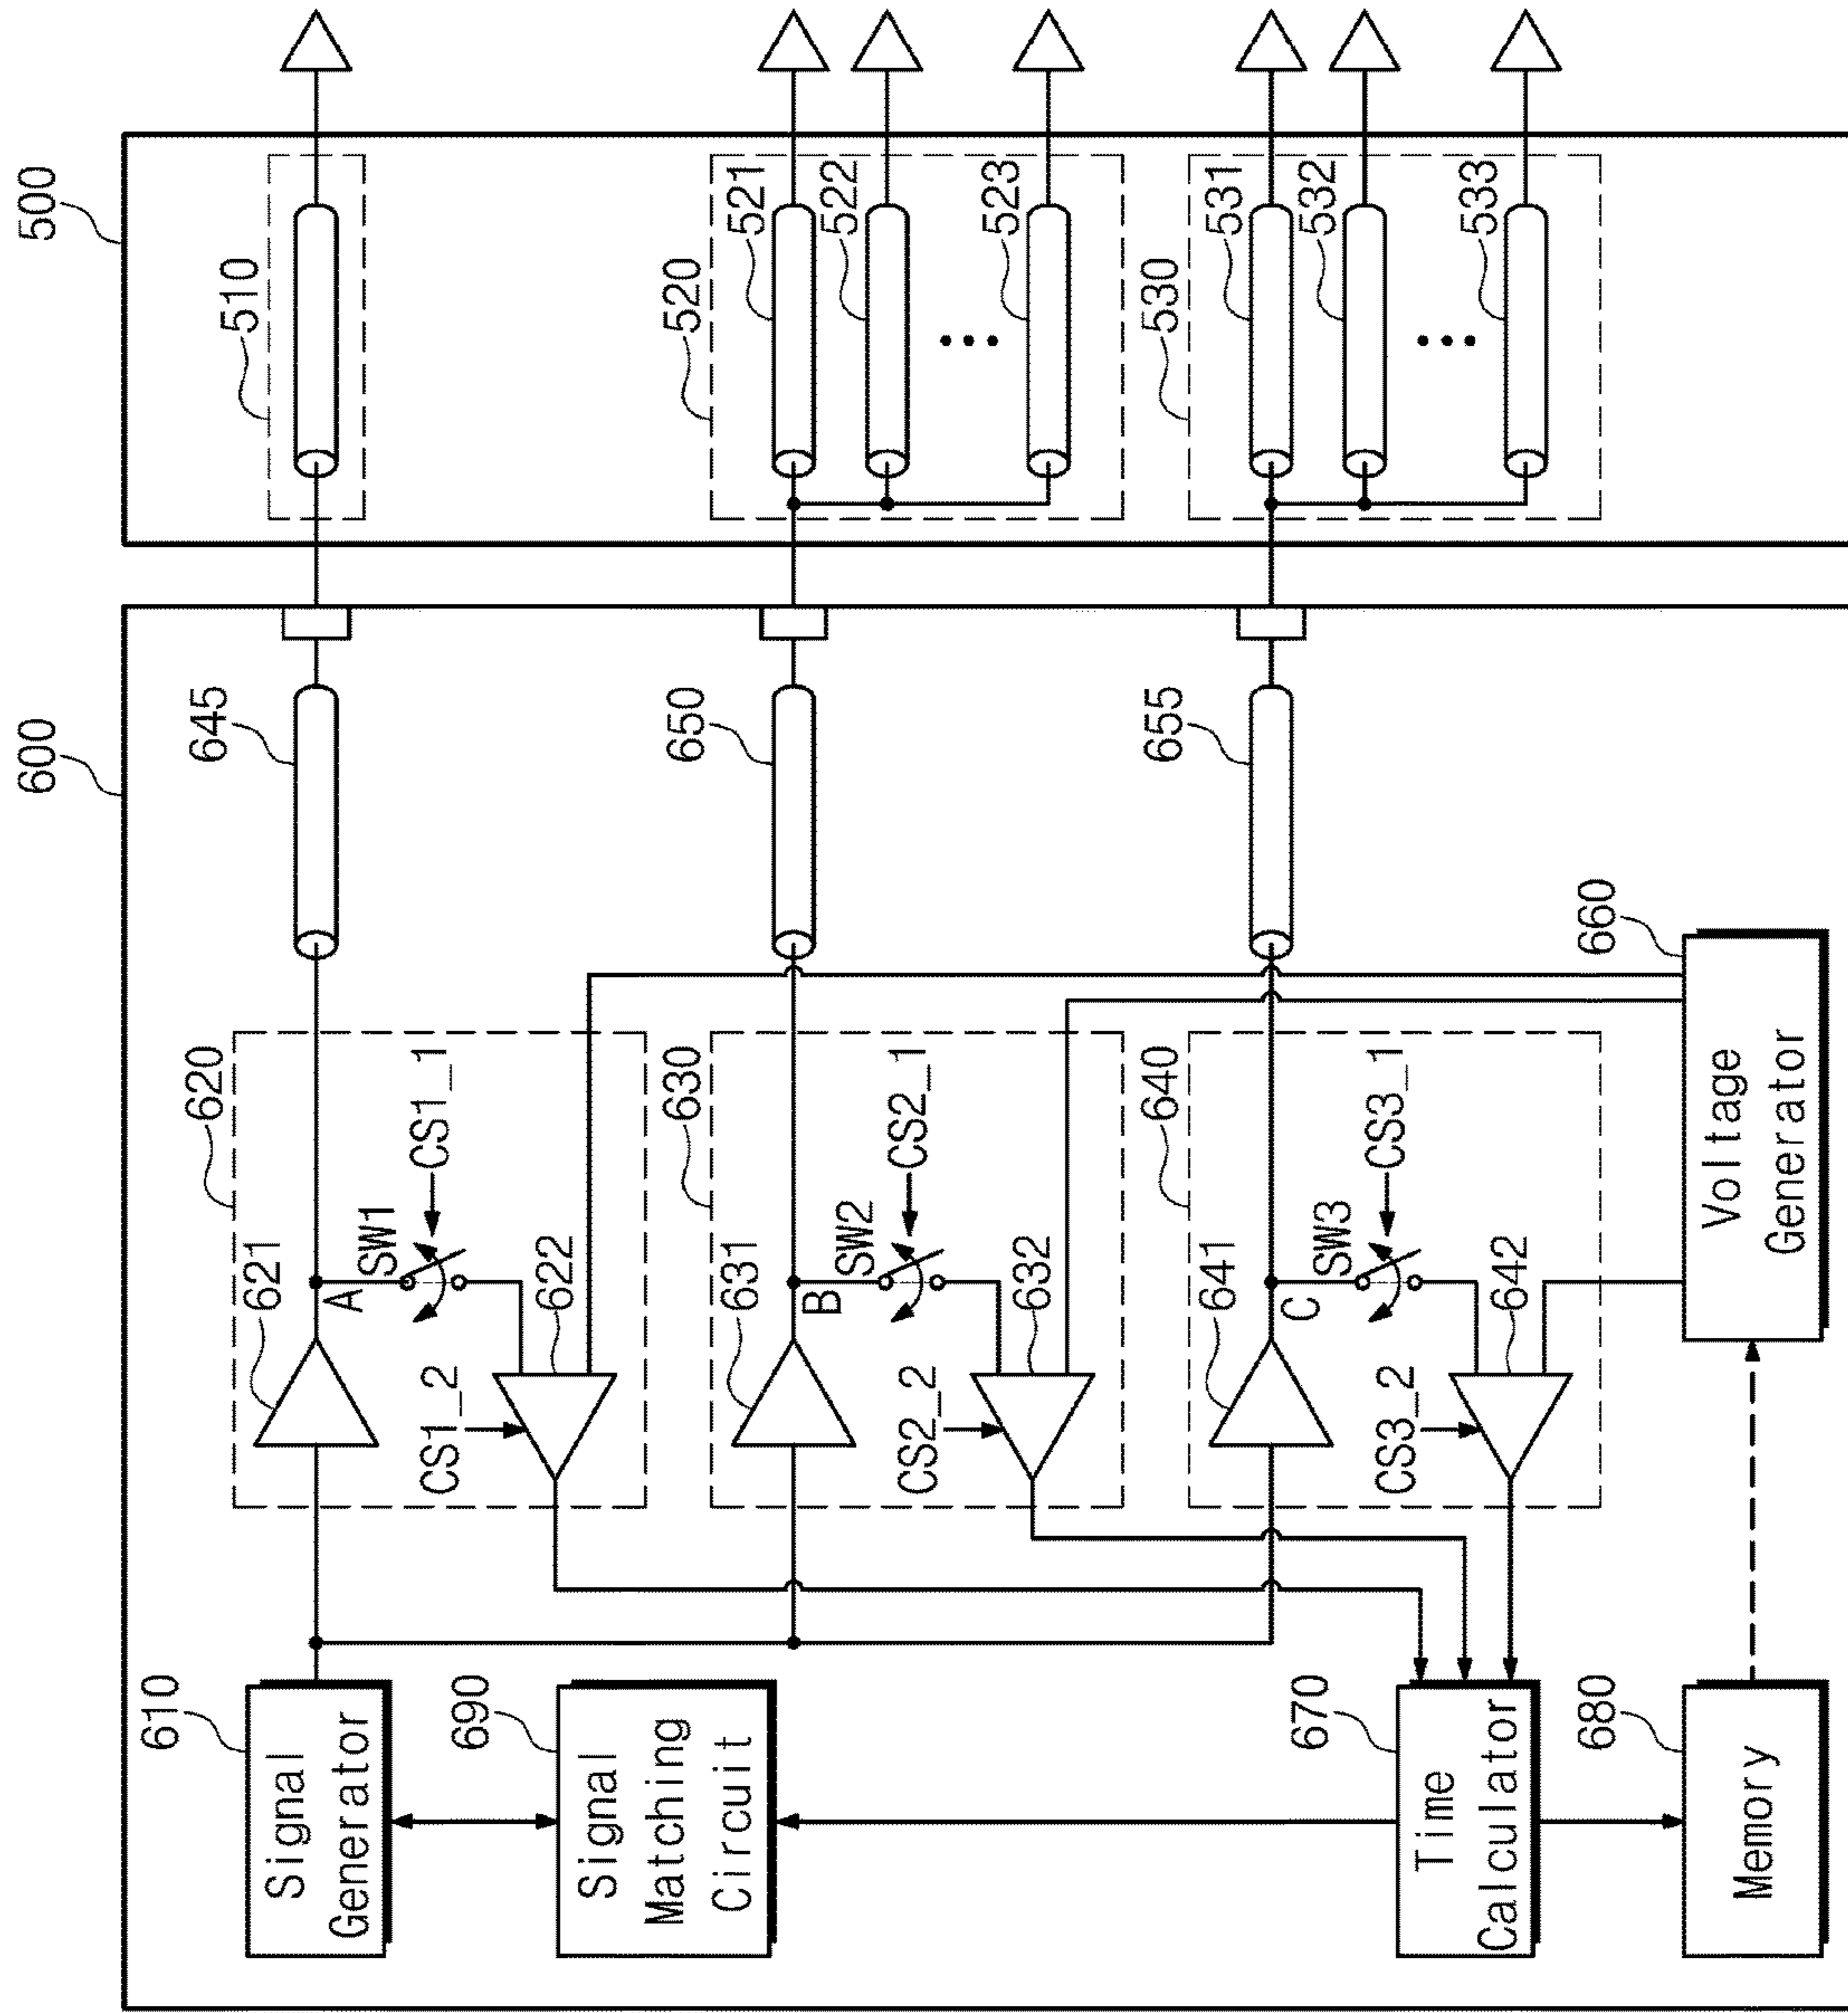 600
500
610
Signal
Generator
620
621
A
SW1
CS1_1
CS1_2
622
645
510
690
Signal
Matching
Circuit
630
631
B
SW2
CS2_1
CS2_2
632
650
520
521
522
523
640
641
C
SW3
CS3_1
CS3_2
642
655
530
531
532
533
670
Time
Calculator
680
Memory
660
Voltage
Generator